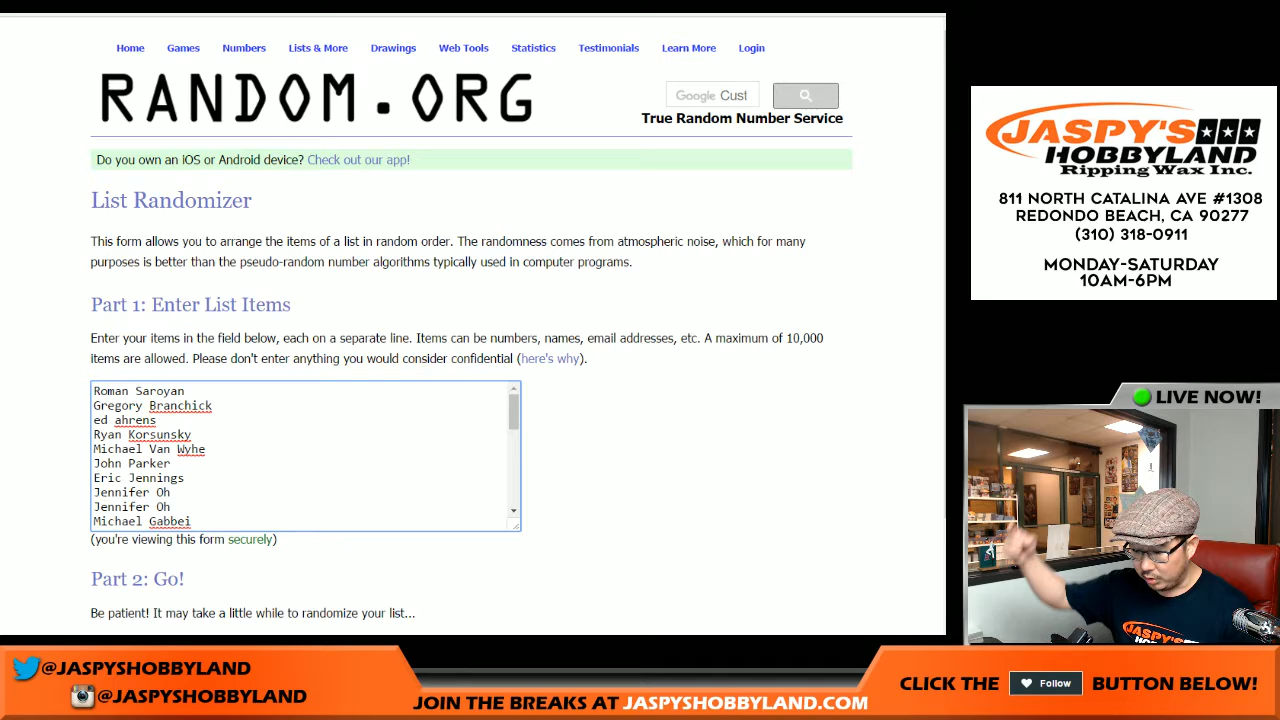 Home Games Numbers Lists & More Drawings Web Tools Statistics Testimonials Learn More Login
RANDOM.ORG
Google Cust
True Random Number Service
Do you own an iOS or Android device? Check out our app!
List Randomizer
This form allows you to arrange the items of a list in random order. The randomness comes from atmospheric noise, which for many
purposes is better than the pseudo-random number algorithms typically used in computer programs.
Part 1: Enter List Items
Enter your items in the field below, each on a separate line. Items can be numbers, names, email addresses, etc. A maximum of 10,000
items are allowed. Please don't enter anything you would consider confidential (here's why).
Roman Saroyan
Gregory Branchick
ed ahrens
Ryan Korsunsky
Michael Van Wyhe
John Parker
Eric Jennings
Jennifer Oh
Jennifer Oh
Michael Gabbei
(you're viewing this form securely)
Part 2: Go!
Be patient! It may take a little while to randomize your list...
JASPY'S
HOBBYLAND
Ripping Wax Inc.
811 NORTH CATALINA AVE #1308
REDONDO BEACH, CA 90277
(310) 318-0911
MONDAY-SATURDAY
10AM-6PM
LIVE NOW!
JASPY'S
@JASPYSHOBBYLAND
@JASPYSHOBBYLAND
JOIN THE BREAKS AT JASPYSHOBBYLAND.COM
CLICK THE Follow BUTTON BELOW!